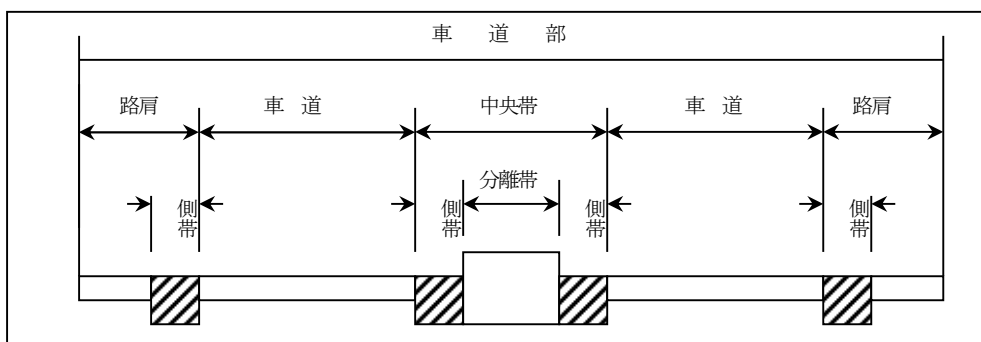 車 道 部
路肩 車 道 中央帯 車 道 路肩
分離帯
側帯 側帯 側帯 側帯